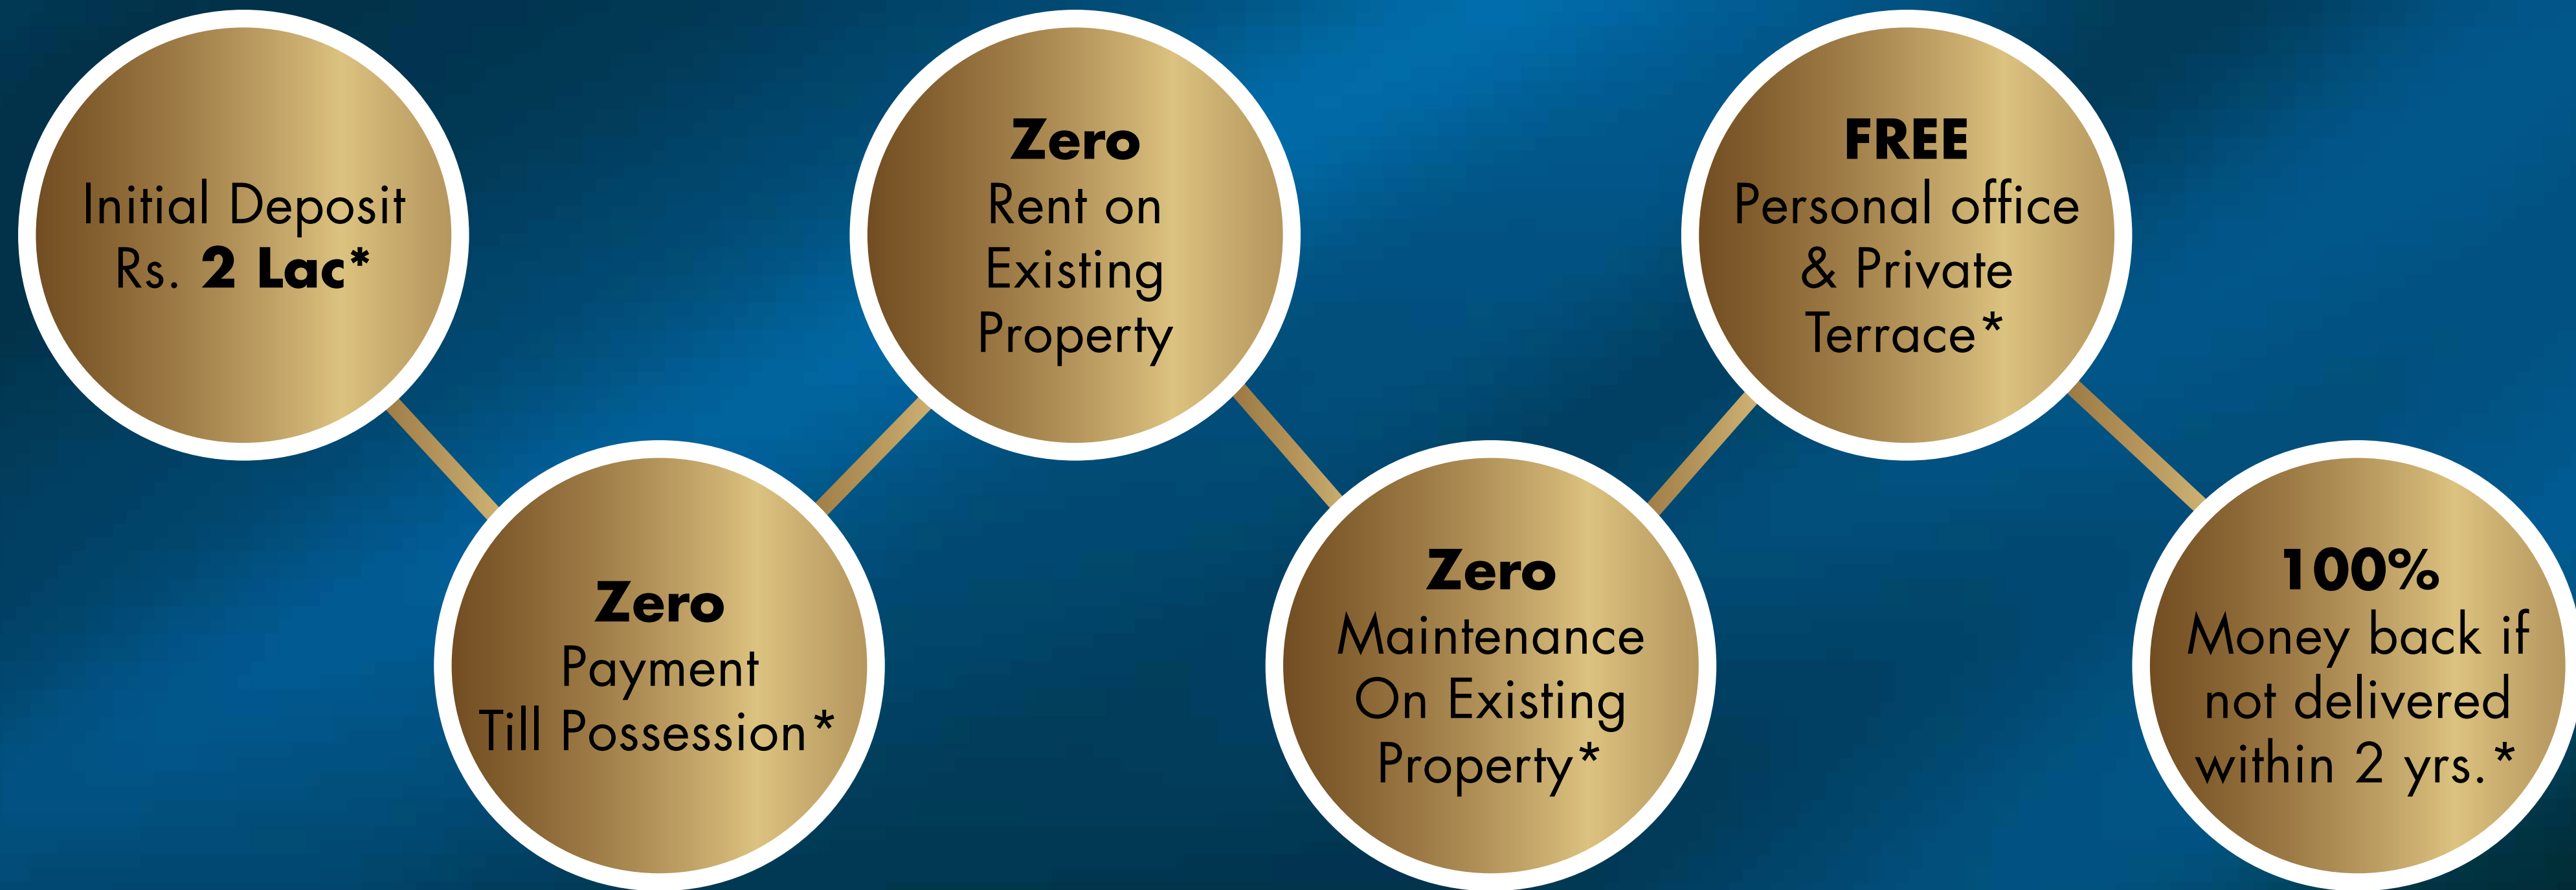 Initial Deposit
Rs. 2 Lac*
Zero
Payment
Till Possession*
Zero
Rent on
Existing
Property
Zero
Maintenance
On Existing
Property*
FREE
Personal office
& Private
Terrace*
100%
Money back if
not delivered
within 2 yrs.*